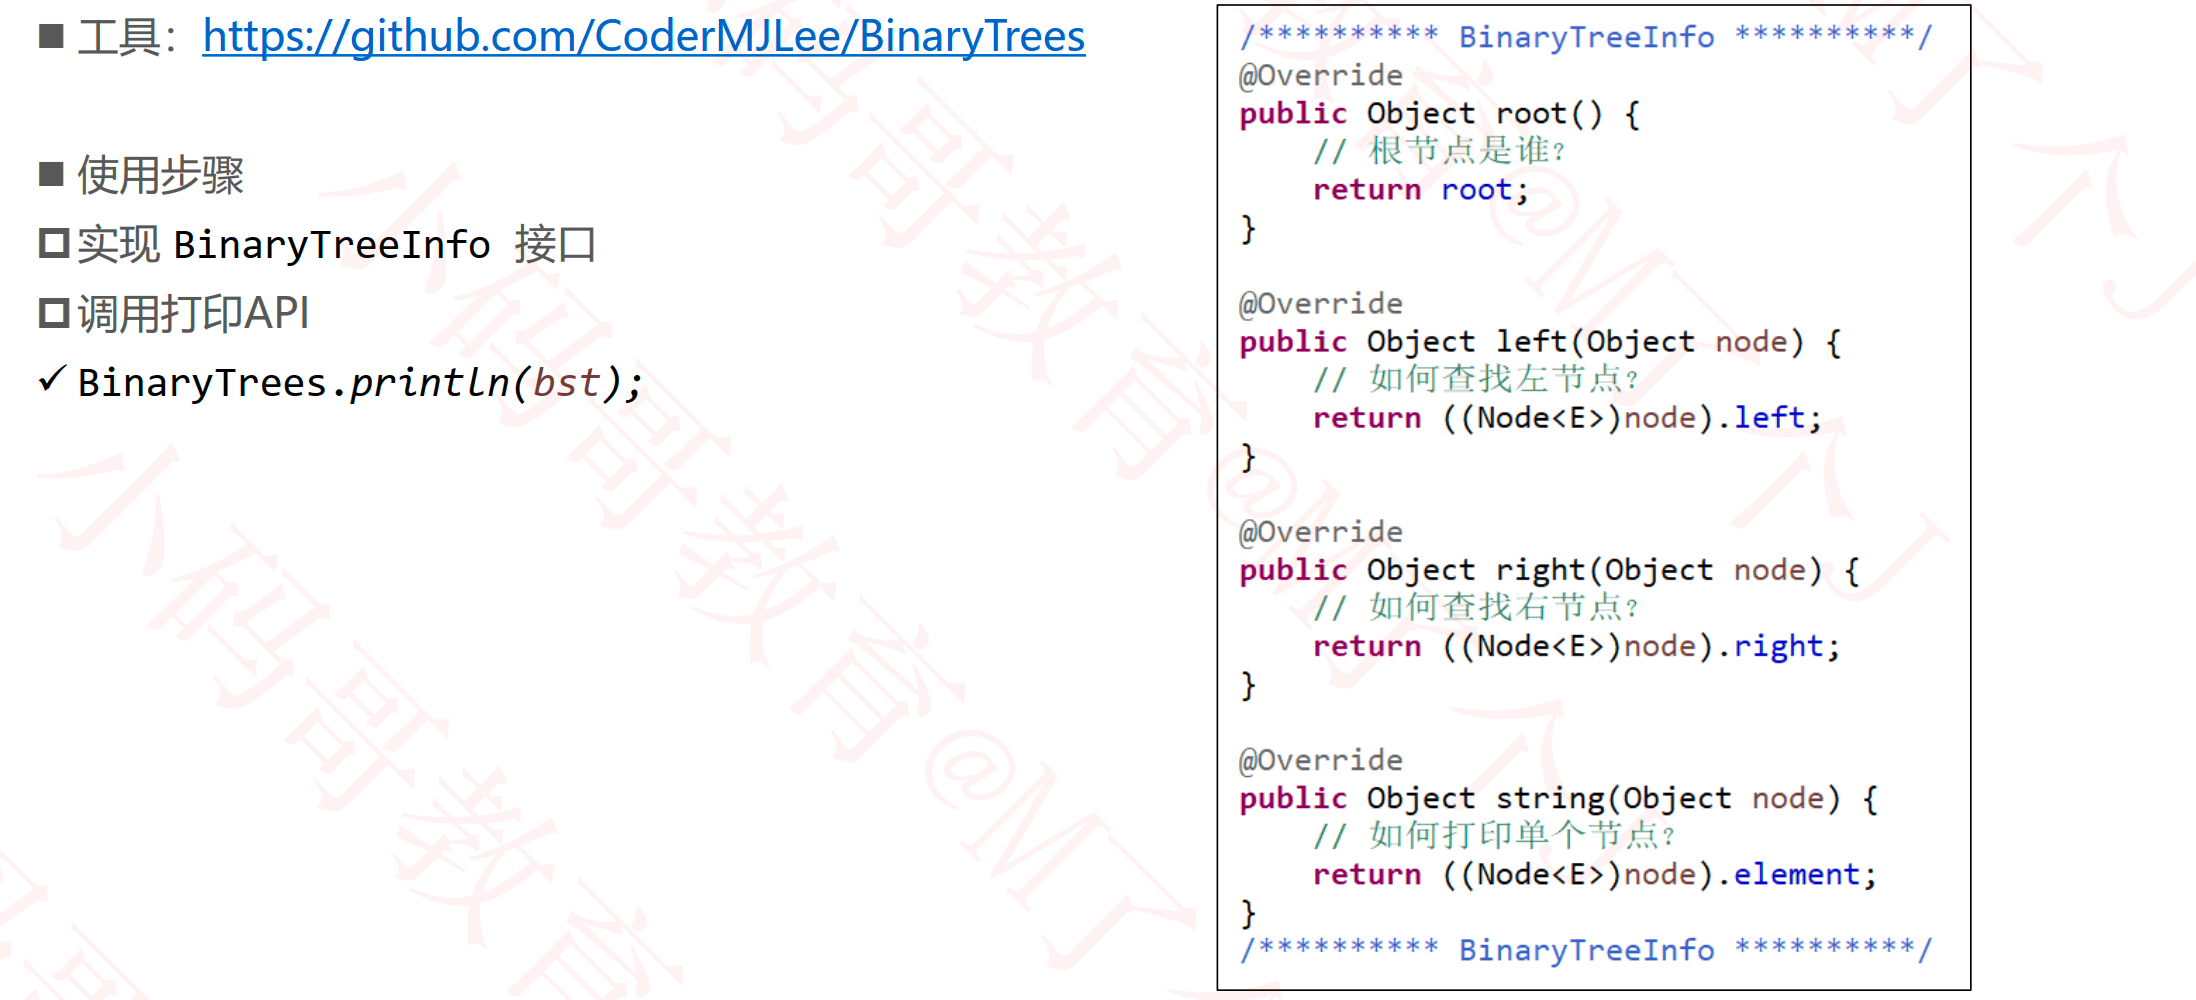 ■ 工具：https://github.com/CoderMJLee/BinaryTrees
■ 使用步骤
实现 BinaryTreeInfo 接口
调用打印API
✓ BinaryTrees.println(bst);
/********** BinaryTreeInfo **********/
@Override
public Object root() {
// 根节点是谁？
return root;
}
@Override
public Object left(Object node) {
// 如何查找左节点？
return ((Node<E>)node).left;
}
@Override
public Object right(Object node) {
// 如何查找右节点？
return ((Node<E>)node).right;
}
@Override
public Object string(Object node) {
// 如何打印单个节点？
return ((Node<E>)node).element;
}
/********** BinaryTreeInfo **********/
小码哥教育@M了个J